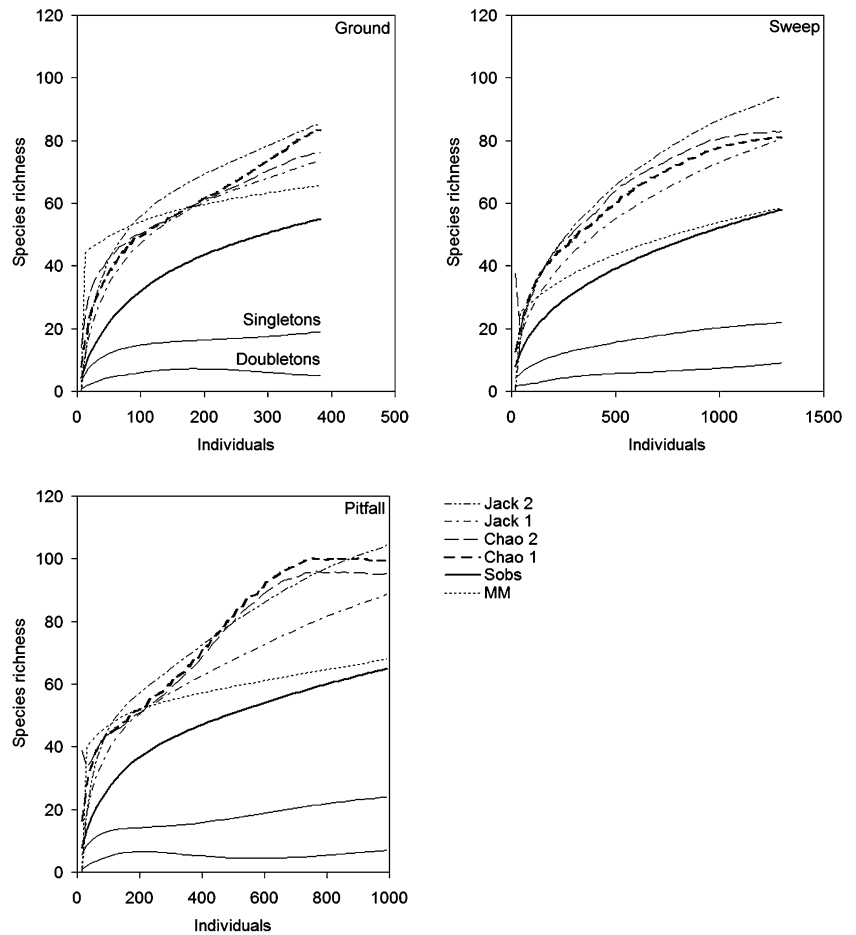 Ground
120
100
80
60
40
20
0
Species richness
Singletons
Doubletons
0 100 200 300 400 500
Individuals
Sweep
120
100
80
60
40
20
0
Species richness
0 500 1000 1500
Individuals
Pitfall
120
100
80
60
40
20
0
Species richness
0 200 400 600 800 1000
Individuals
Jack 2
Jack 1
Chao 2
Chao 1
Sobs
MM